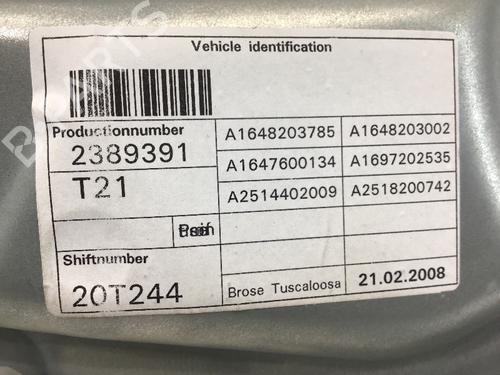 Vehicle identification
Productionnumber
2389391
T21
A1648203785 A1648203002
A1647600134 A1697202535
A2514402009 A2518200742
Shiftnumber
20T244
Brose Tuscaloosa 21.02.2008